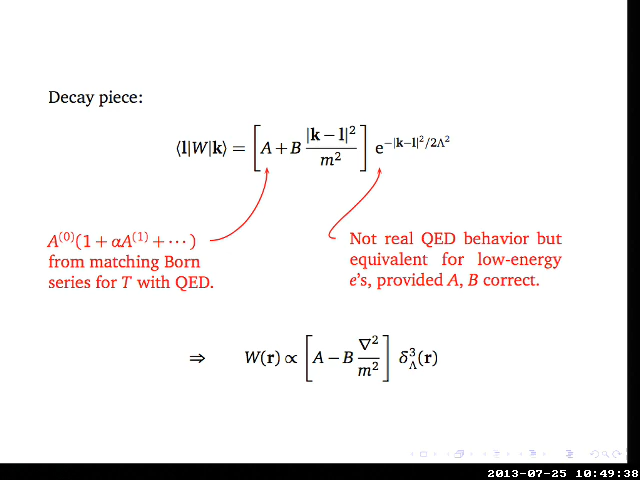 Decay piece:
⟨l|W|k⟩ = [A + B |k − l|²/m²] e^{−|k−l|²/2Λ²}
A^{(0)}(1 + αA^{(1)} + ⋯)
from matching Born
series for T with QED.
Not real QED behavior but
equivalent for low-energy
e's, provided A, B correct.
⇒ W(r) ∝ [A − B ∇²/m²] δ³_Λ(r)
2013-07-25 10:49:38